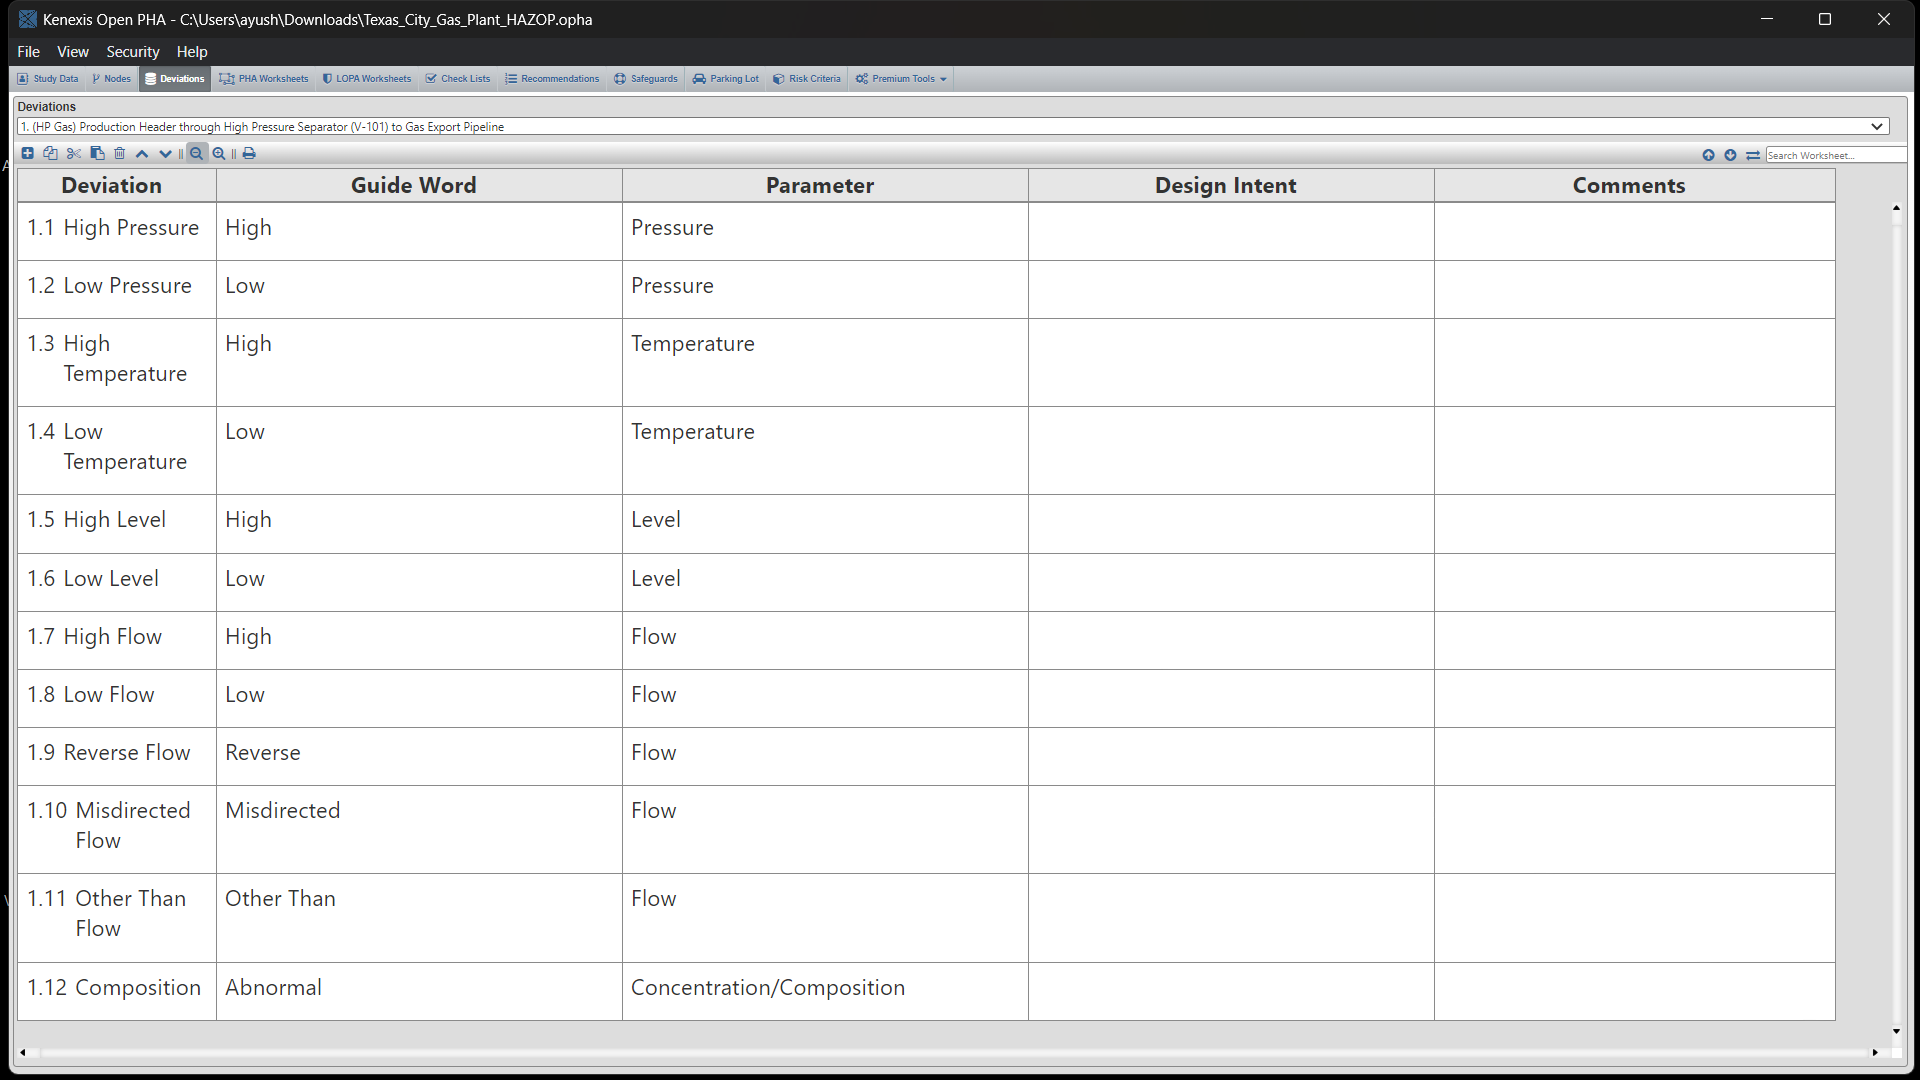 Kenexis Open PHA - C:\Users\ayush\Downloads\Texas_City_Gas_Plant_HAZOP.opha
File View Security Help
Study Data Nodes Deviations PHA Worksheets LOPA Worksheets Check Lists Recommendations Safeguards Parking Lot Risk Criteria Premium Tools
Deviations
1. (HP Gas) Production Header through High Pressure Separator (V-101) to Gas Export Pipeline
Search Worksheet...
Deviation Guide Word Parameter Design Intent Comments
1.1 High Pressure High Pressure
1.2 Low Pressure Low Pressure
1.3 High High Temperature
Temperature
1.4 Low Low Temperature
Temperature
1.5 High Level High Level
1.6 Low Level Low Level
1.7 High Flow High Flow
1.8 Low Flow Low Flow
1.9 Reverse Flow Reverse Flow
1.10 Misdirected Misdirected Flow
Flow
1.11 Other Than Other Than Flow
Flow
1.12 Composition Abnormal Concentration/Composition